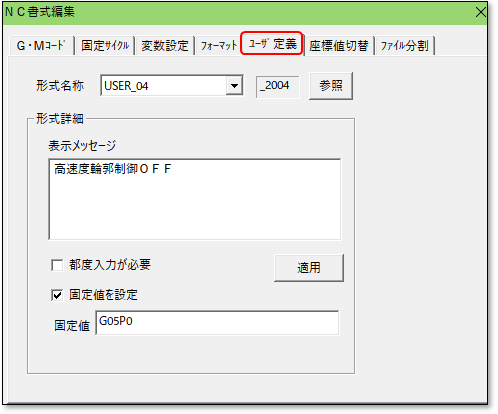 ＮＣ書式編集
Ｇ・Ｍｺｰﾄﾞ 固定ｻｲｸﾙ 変数設定 ﾌｫｰﾏｯﾄ ﾕｰｻﾞ定義 座標値切替 ﾌｧｲﾙ分割
形式名称 USER_04 _2004 参照
形式詳細
表示メッセージ
高速度輪郭制御ＯＦＦ
都度入力が必要
適用
固定値を設定
固定値 G05P0